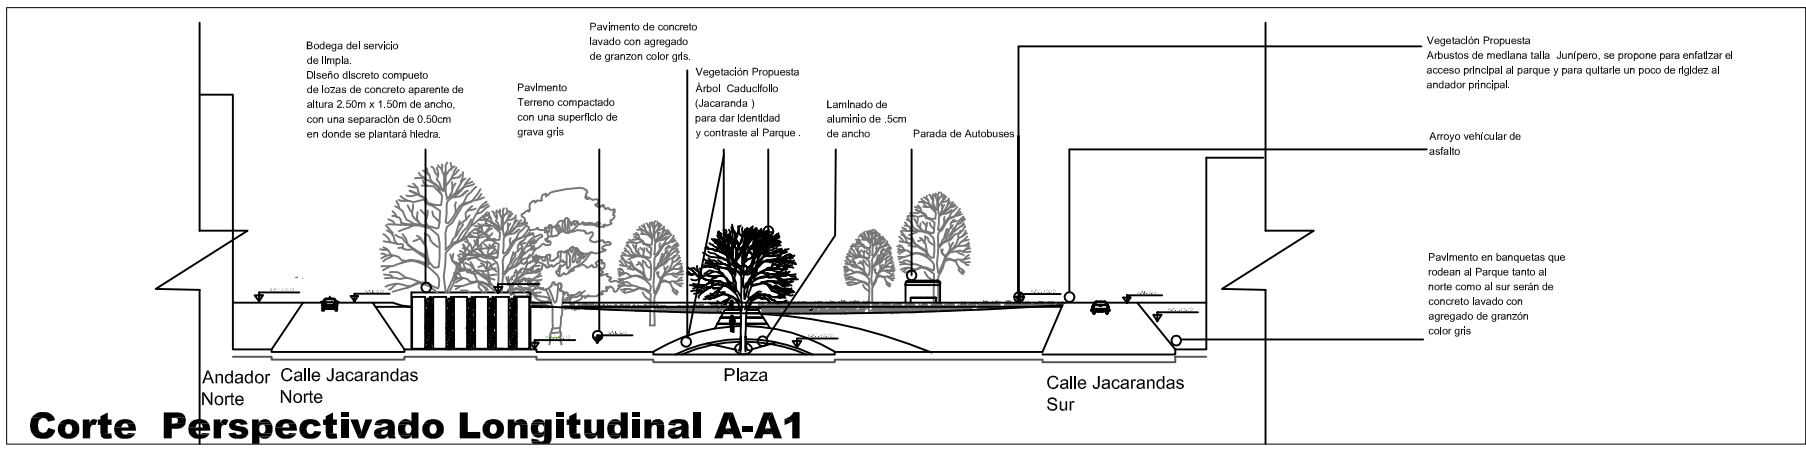 Bodega del servicio
de limpia.
Diseño discreto compueto
de lozas de concreto aparente de
altura 2.50m x 1.50m de ancho,
con una separaciòn de 0.50cm
en donde se plantará hiedra.
Pavimento
Terreno compactado
con una superficio de
grava gris
Pavimento de concreto
lavado con agregado
de granzon color gris.
Vegetación Propuesta
Àrbol Caducifolio
(Jacaranda )
para dar identidad
y contraste al Parque .
Laminado de
aluminio de .5cm
de ancho
Parada de Autobuses
Vegetación Propuesta
Arbustos de mediana talla Junípero, se propone para enfatizar el
acceso principal al parque y para quitarle un poco de rigidez al
andador principal.
Arroyo vehícular de
asfalto
Pavimento en banquetas que
rodean al Parque tanto al
norte como al sur serán de
concreto lavado con
agregado de granzón
color gris
Andador
Norte
Calle Jacarandas
Norte
Plaza
Calle Jacarandas
Sur
Corte Perspectivado Longitudinal A-A1